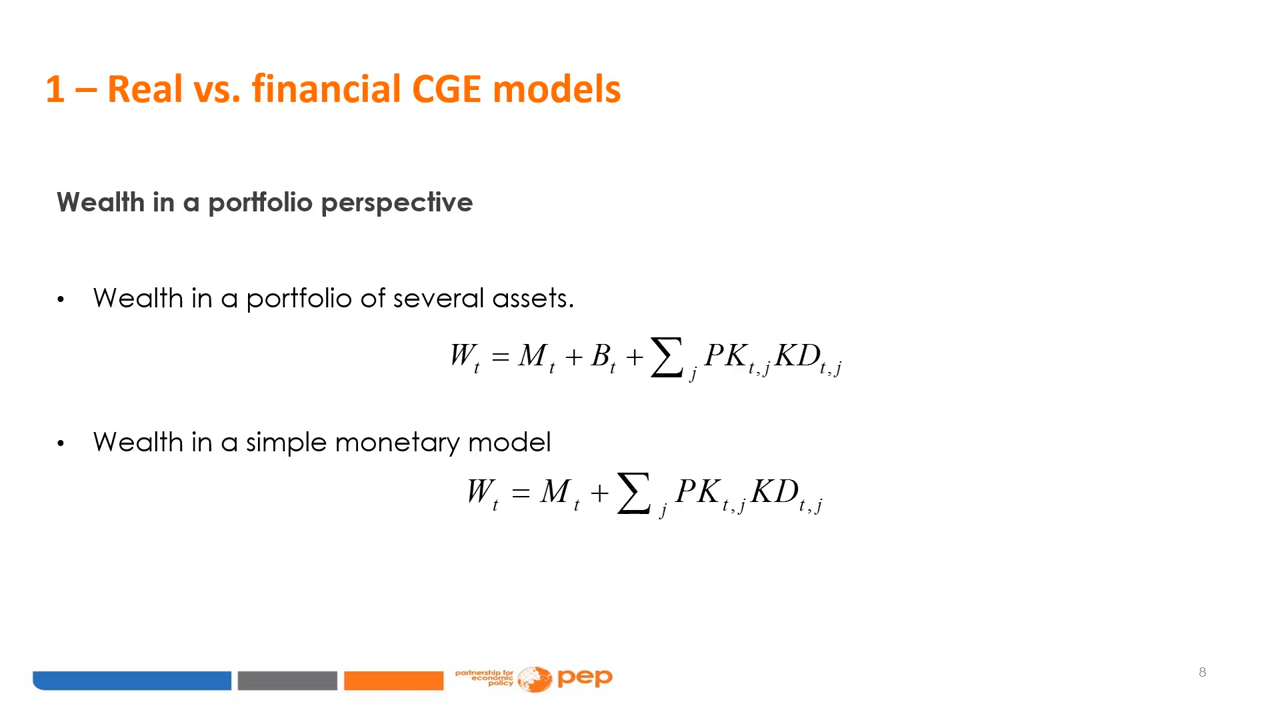 1 – Real vs. financial CGE models
Wealth in a portfolio perspective
• Wealth in a portfolio of several assets.
W_t = M_t + B_t + ∑_j PK_{t,j} KD_{t,j}
• Wealth in a simple monetary model
W_t = M_t + ∑_j PK_{t,j} KD_{t,j}
partnership for
economic
policy
pep
8